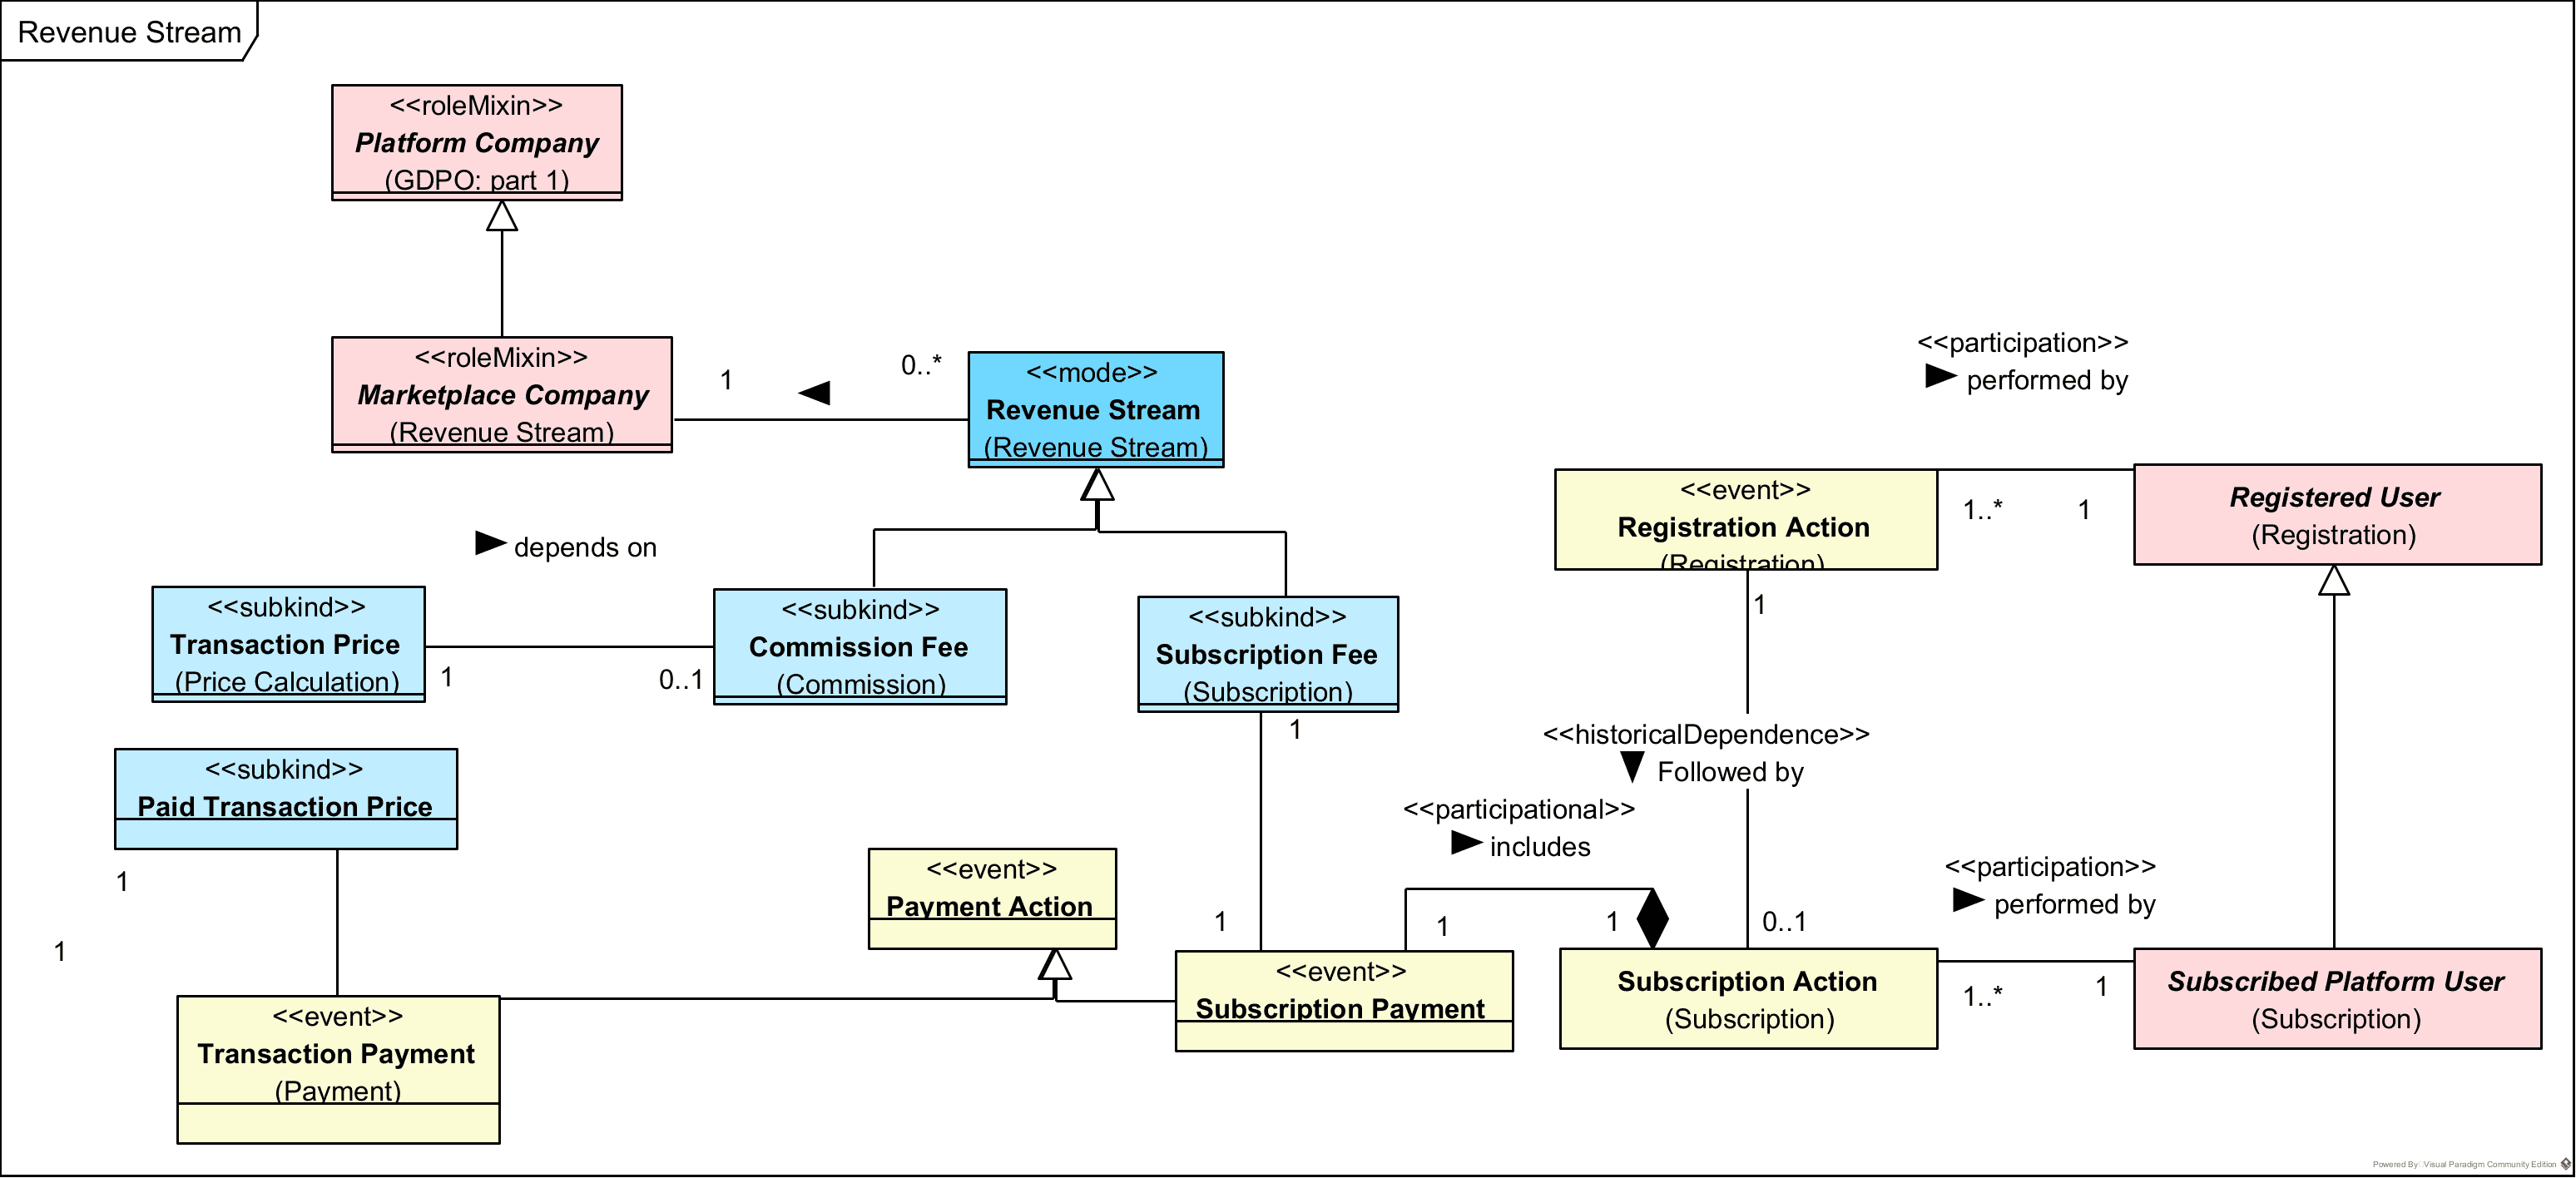 Revenue Stream
<<roleMixin>>
Platform Company
(GDPO: part 1)
<<roleMixin>>
Marketplace Company
(Revenue Stream)
1
0..*
<<mode>>
Revenue Stream
(Revenue Stream)
<<participation>>
performed by
<<event>>
Registration Action
(Registration)
1..*
1
Registered User
(Registration)
depends on
<<subkind>>
Transaction Price
(Price Calculation)
1
0..1
<<subkind>>
Commission Fee
(Commission)
<<subkind>>
Subscription Fee
(Subscription)
1
1
<<historicalDependence>>
Followed by
<<subkind>>
Paid Transaction Price
1
1
<<participational>>
includes
<<event>>
Payment Action
1
1
1
0..1
<<participation>>
performed by
<<event>>
Transaction Payment
(Payment)
<<event>>
Subscription Payment
Subscription Action
(Subscription)
1..*
1
Subscribed Platform User
(Subscription)
Powered By Visual Paradigm Community Edition